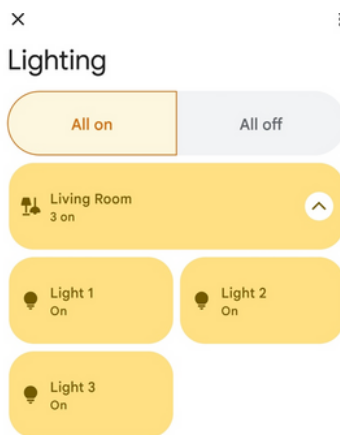 Lighting
All on
All off
Living Room
3 on
Light 1
On
Light 2
On
Light 3
On